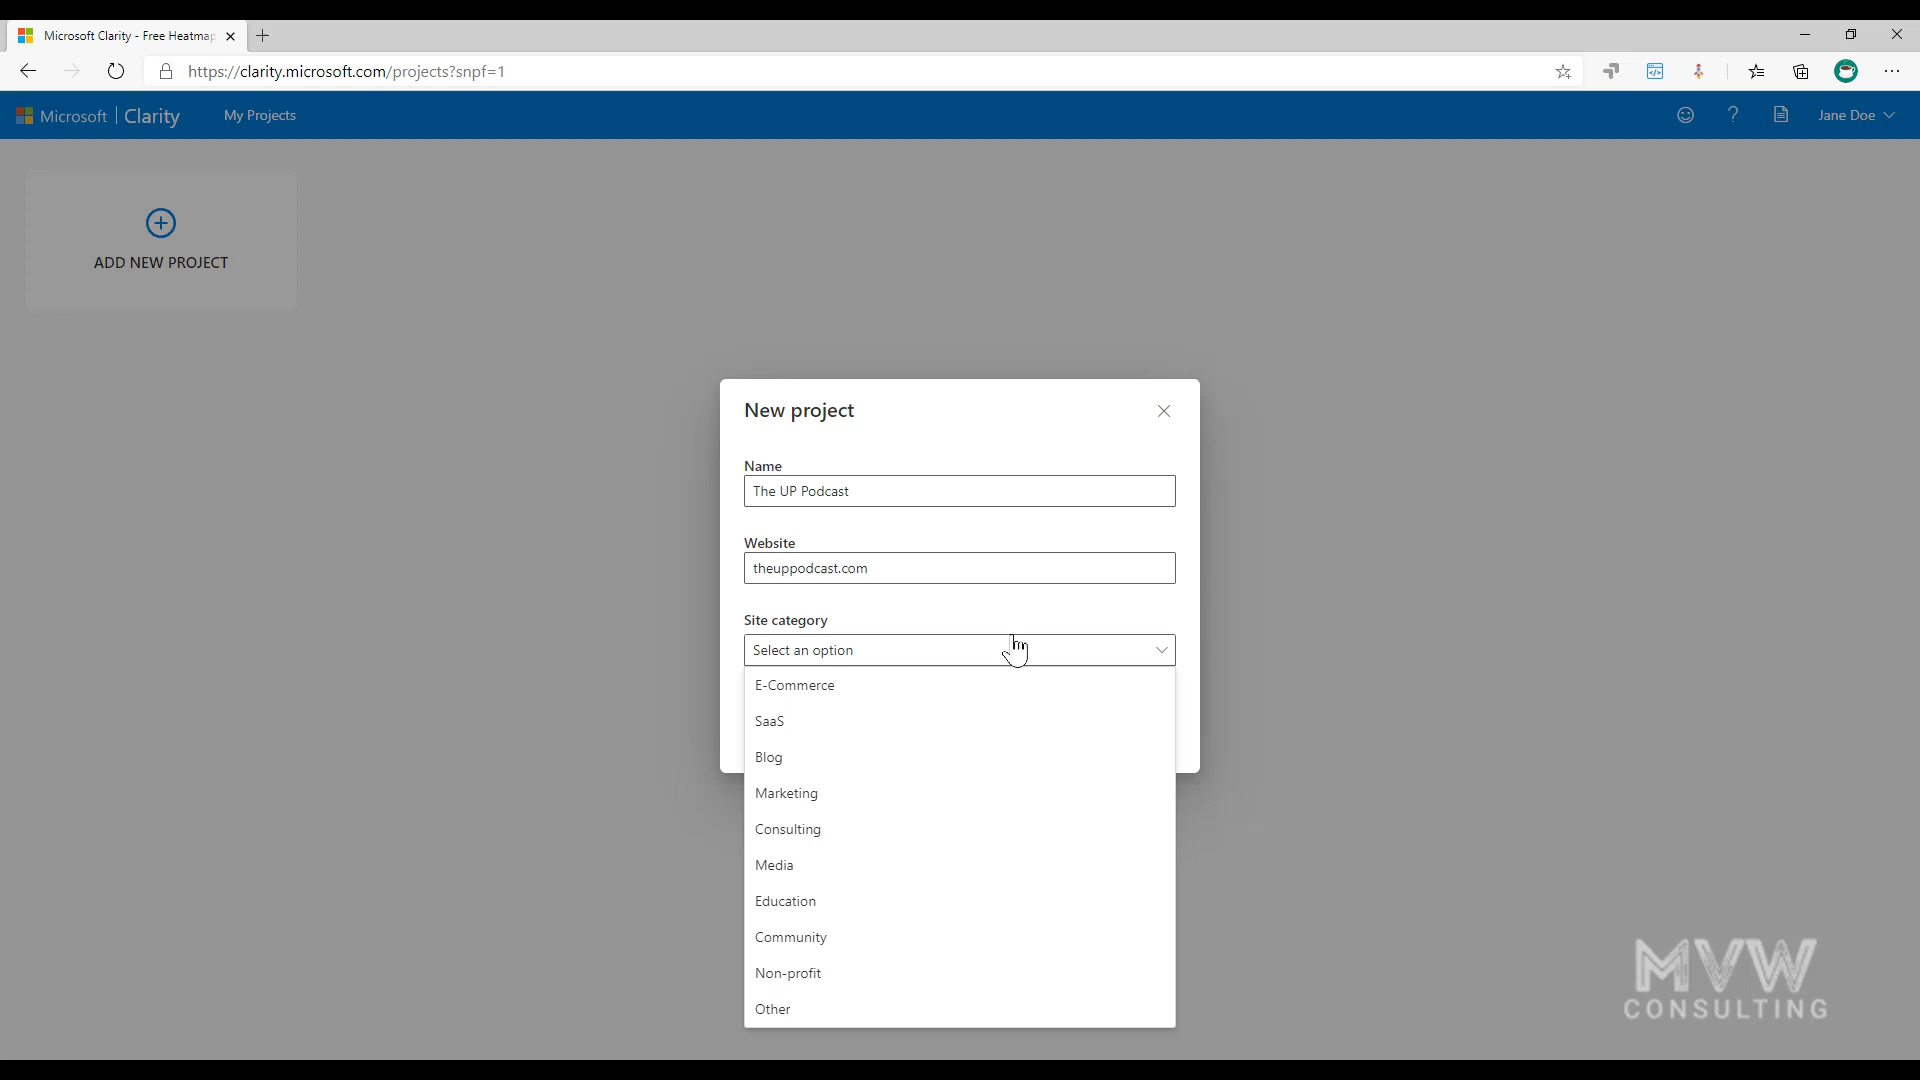 Microsoft Clarity - Free Heatmap
https://clarity.microsoft.com/projects?snpf=1
Microsoft | Clarity
My Projects
?
Jane Doe
ADD NEW PROJECT
New project
Name
The UP Podcast
Website
theuppodcast.com
Site category
Select an option
E-Commerce
SaaS
Blog
Marketing
Consulting
Media
Education
Community
Non-profit
Other
MVW
CONSULTING